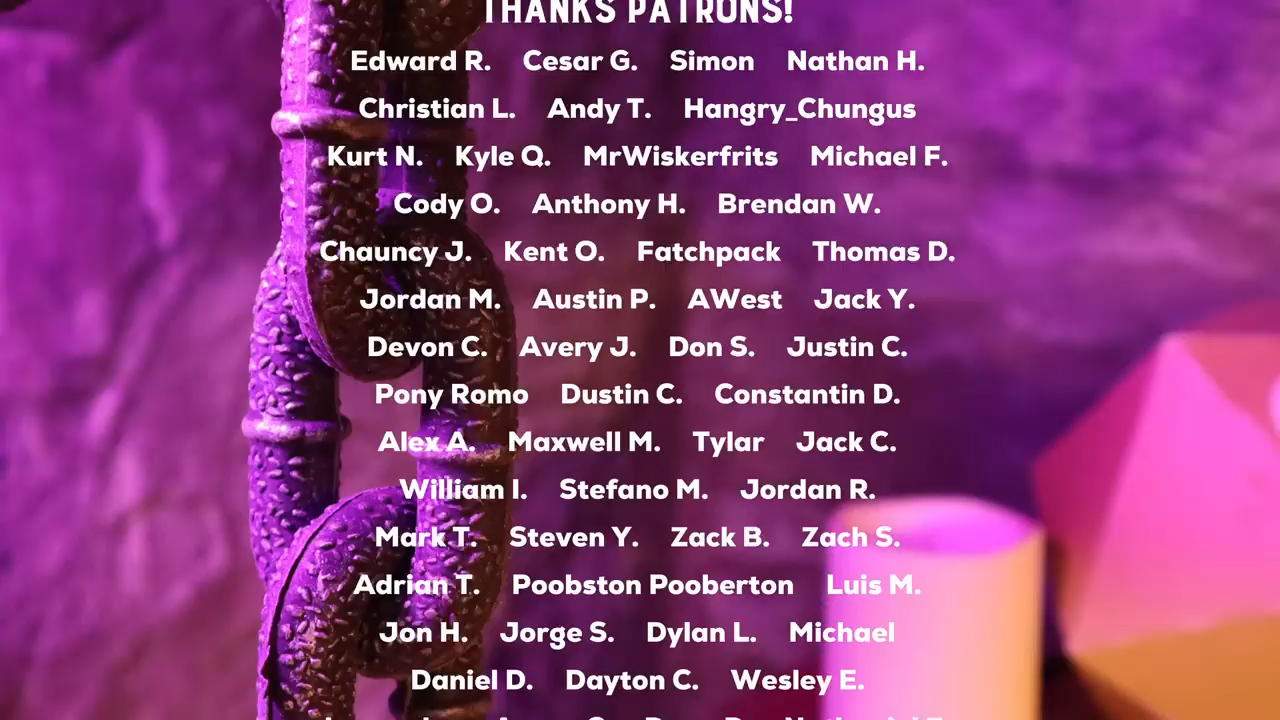 THANKS PATRONS!
Edward R. Cesar G. Simon Nathan H.
Christian L. Andy T. Hangry_Chungus
Kurt N. Kyle Q. MrWiskerfrits Michael F.
Cody O. Anthony H. Brendan W.
Chauncy J. Kent O. Fatchpack Thomas D.
Jordan M. Austin P. AWest Jack Y.
Devon C. Avery J. Don S. Justin C.
Pony Romo Dustin C. Constantin D.
Alex A. Maxwell M. Tylar Jack C.
William I. Stefano M. Jordan R.
Mark T. Steven Y. Zack B. Zach S.
Adrian T. Poobston Pooberton Luis M.
Jon H. Jorge S. Dylan L. Michael
Daniel D. Dayton C. Wesley E.